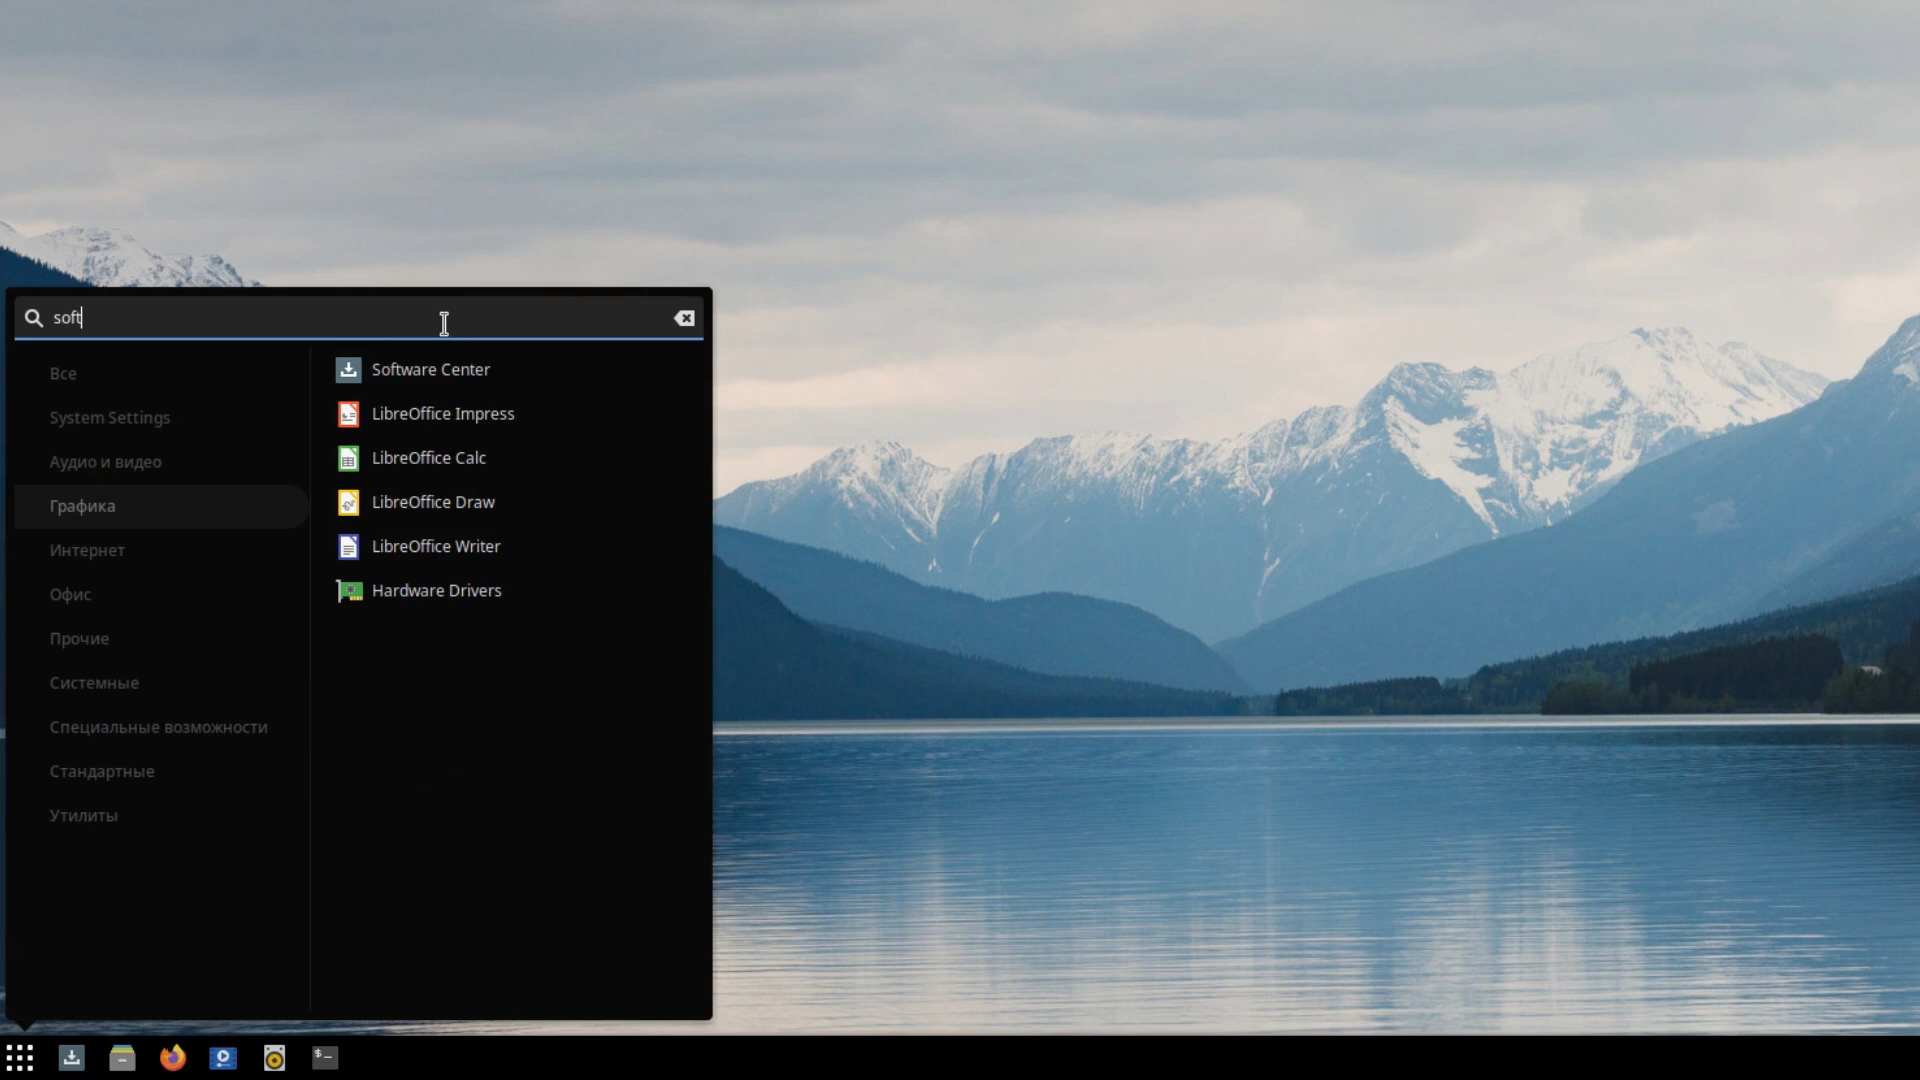 soft
Все
System Settings
Аудио и видео
Графика
Интернет
Офис
Прочие
Системные
Специальные возможности
Стандартные
Утилиты
Software Center
LibreOffice Impress
LibreOffice Calc
LibreOffice Draw
LibreOffice Writer
Hardware Drivers